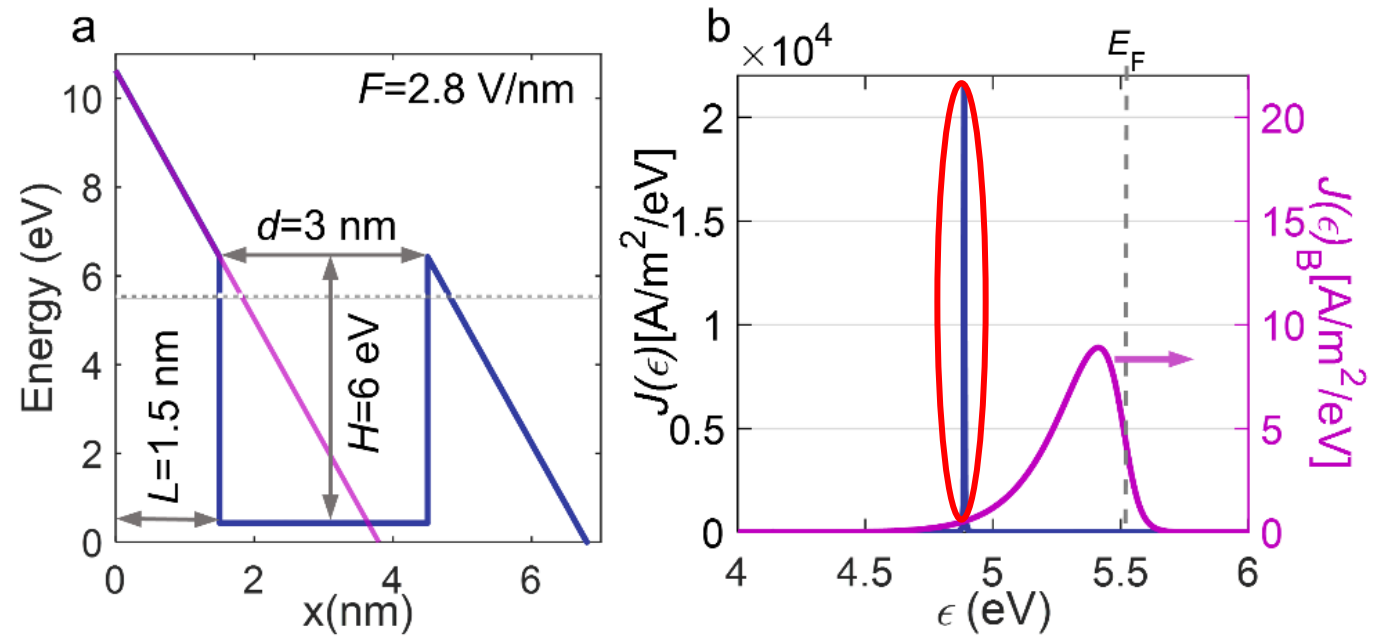 a
F=2.8 V/nm
10
8
6
4
2
0
Energy (eV)
d=3 nm
H=6 eV
L=1.5 nm
0
2
4
6
x(nm)
b
×10⁴
E_F
2
1.5
1
0.5
0
J(ϵ)[A/m²/eV]
20
15
10
5
0
J(ϵ)_B[A/m²/eV]
4
4.5
5
5.5
6
ϵ (eV)